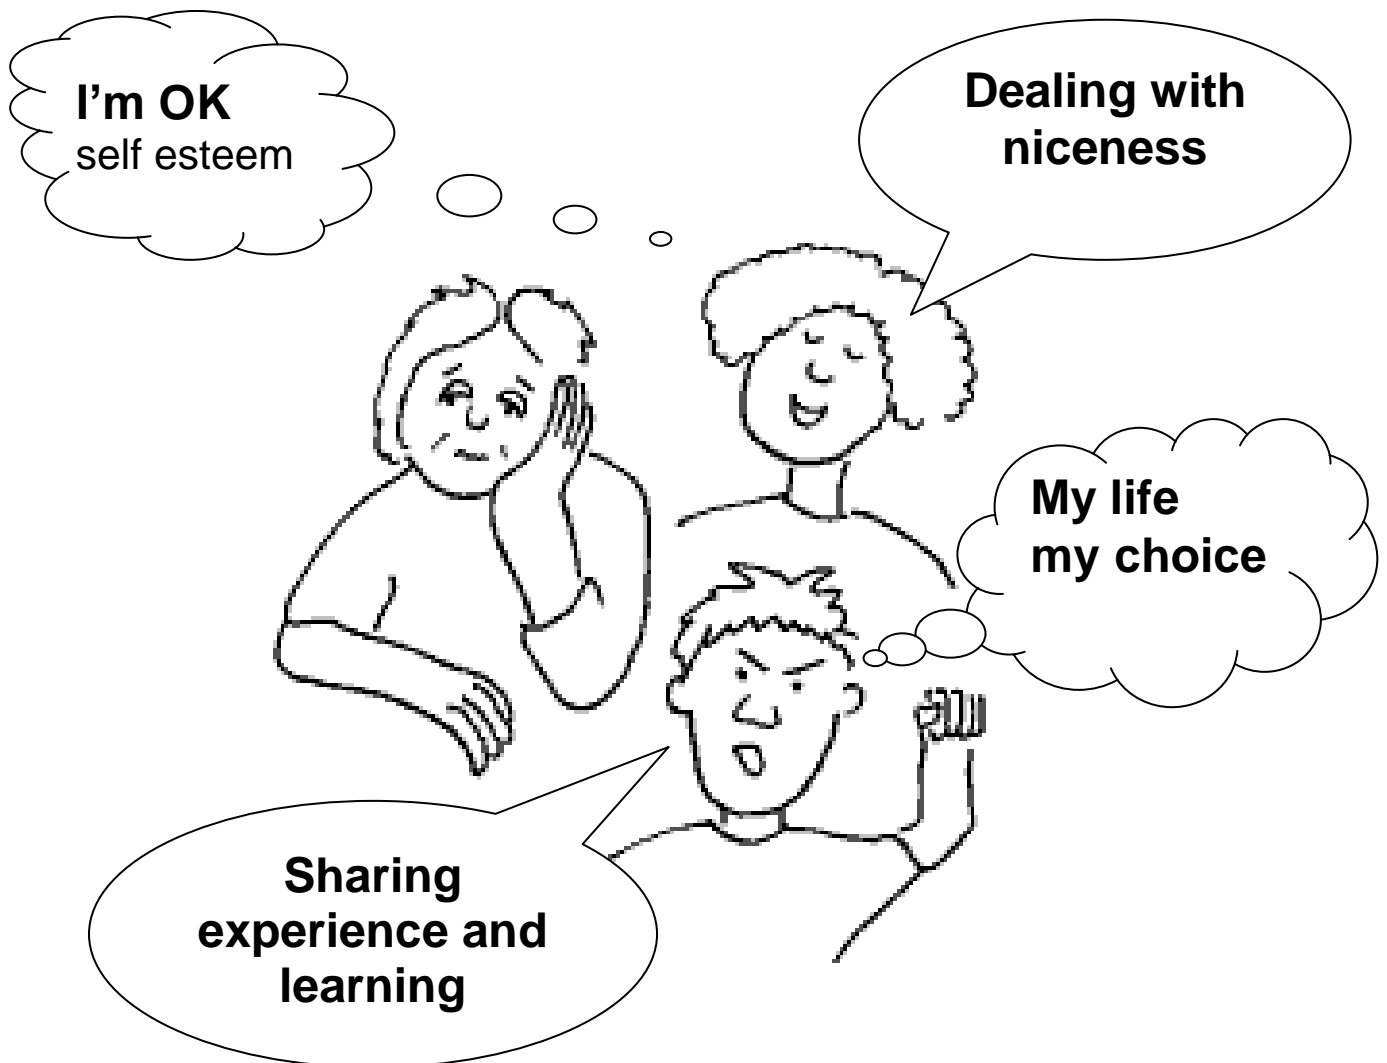 I’m OK
self esteem
Dealing with
niceness
My life
my choice
Sharing
experience and
learning